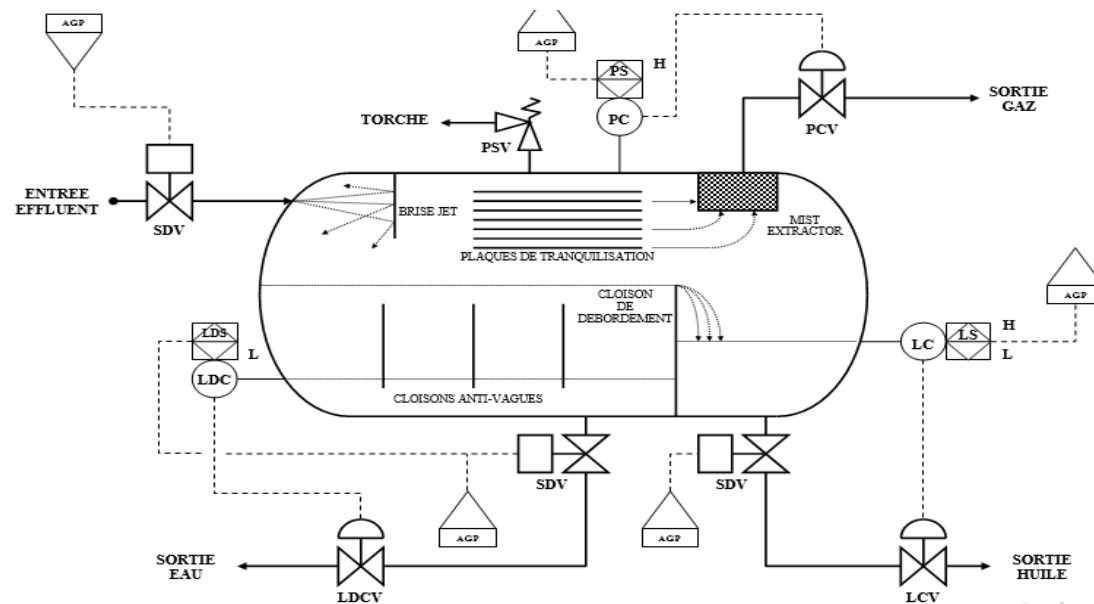 AGP
AGP
PS
H
PC
TORCHE
PSV
PCV
SORTIE
GAZ
ENTREE
EFFLUENT
SDV
BRISE JET
MIST
EXTRACTOR
PLAQUES DE TRANQUILISATION
CLOISON
DE
DEBORDEMENT
AGP
LDS
L
LDC
LC
LS
H
L
CLOISONS ANTI-VAGUES
SDV
SDV
AGP
AGP
SORTIE
EAU
LDCV
LCV
SORTIE
HUILE